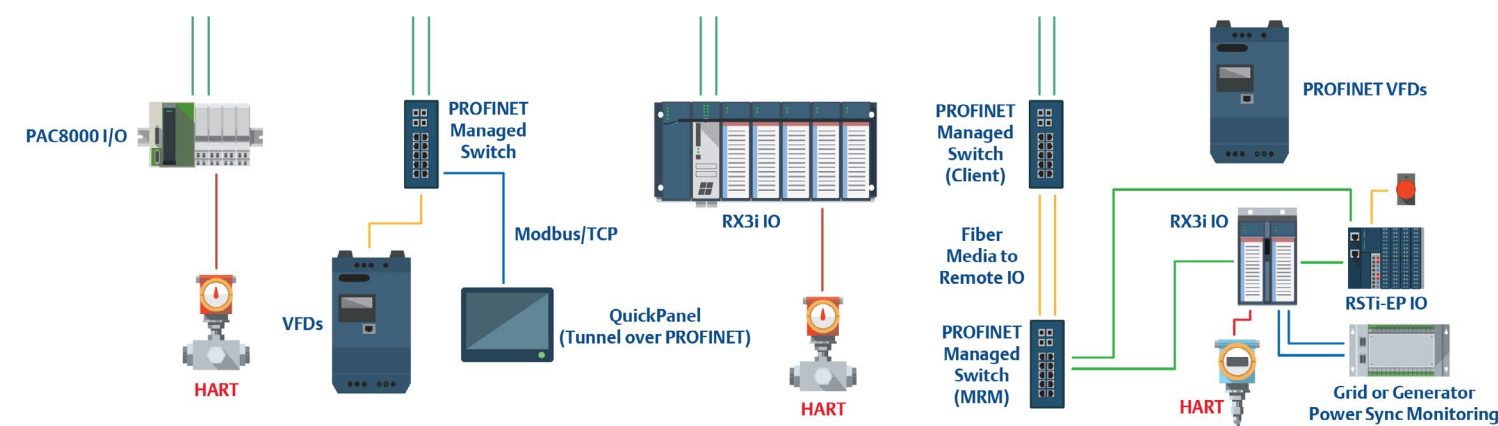 PAC8000 I/O
HART
PROFINET
Managed
Switch
VFDs
Modbus/TCP
QuickPanel
(Tunnel over PROFINET)
RX3i IO
HART
PROFINET
Managed
Switch
(Client)
Fiber
Media to
Remote IO
PROFINET
Managed
Switch
(MRM)
PROFINET VFDs
RX3i IO
RSTi-EP IO
HART
Grid or Generator
Power Sync Monitoring